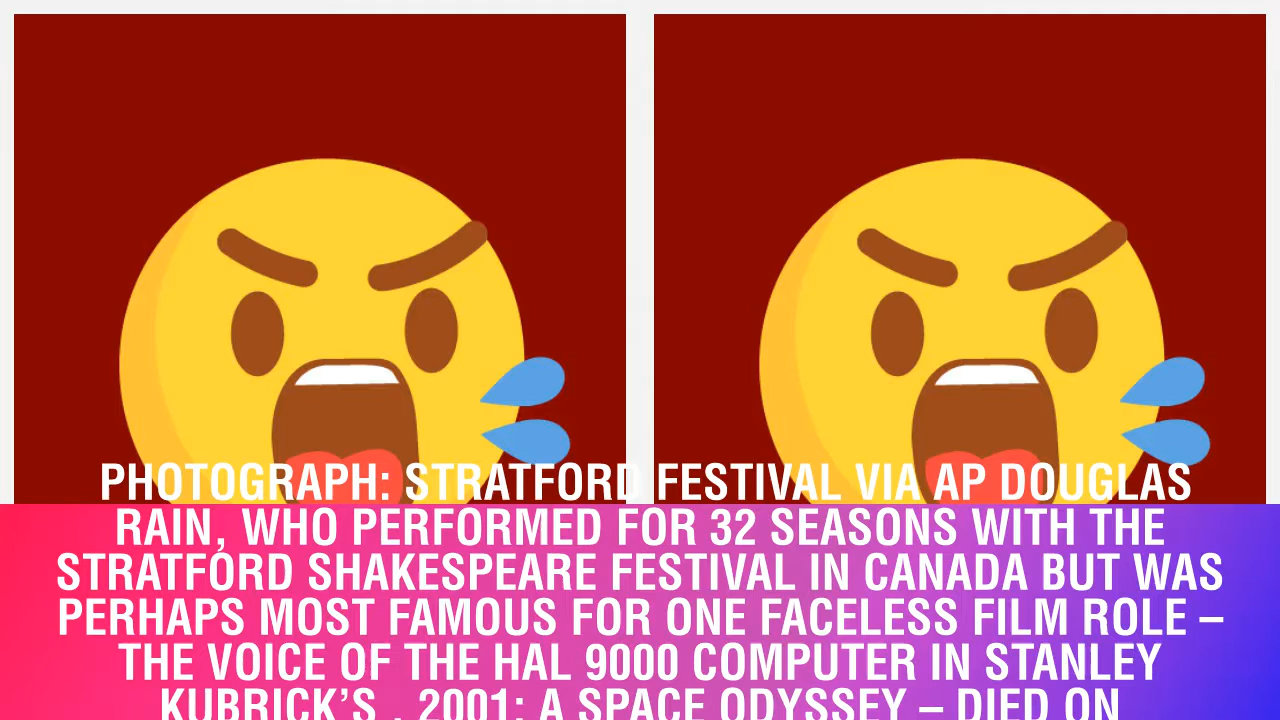 PHOTOGRAPH: STRATFORD FESTIVAL VIA AP DOUGLAS
RAIN, WHO PERFORMED FOR 32 SEASONS WITH THE
STRATFORD SHAKESPEARE FESTIVAL IN CANADA BUT WAS
PERHAPS MOST FAMOUS FOR ONE FACELESS FILM ROLE –
THE VOICE OF THE HAL 9000 COMPUTER IN STANLEY
KUBRICK’S , 2001: A SPACE ODYSSEY – DIED ON